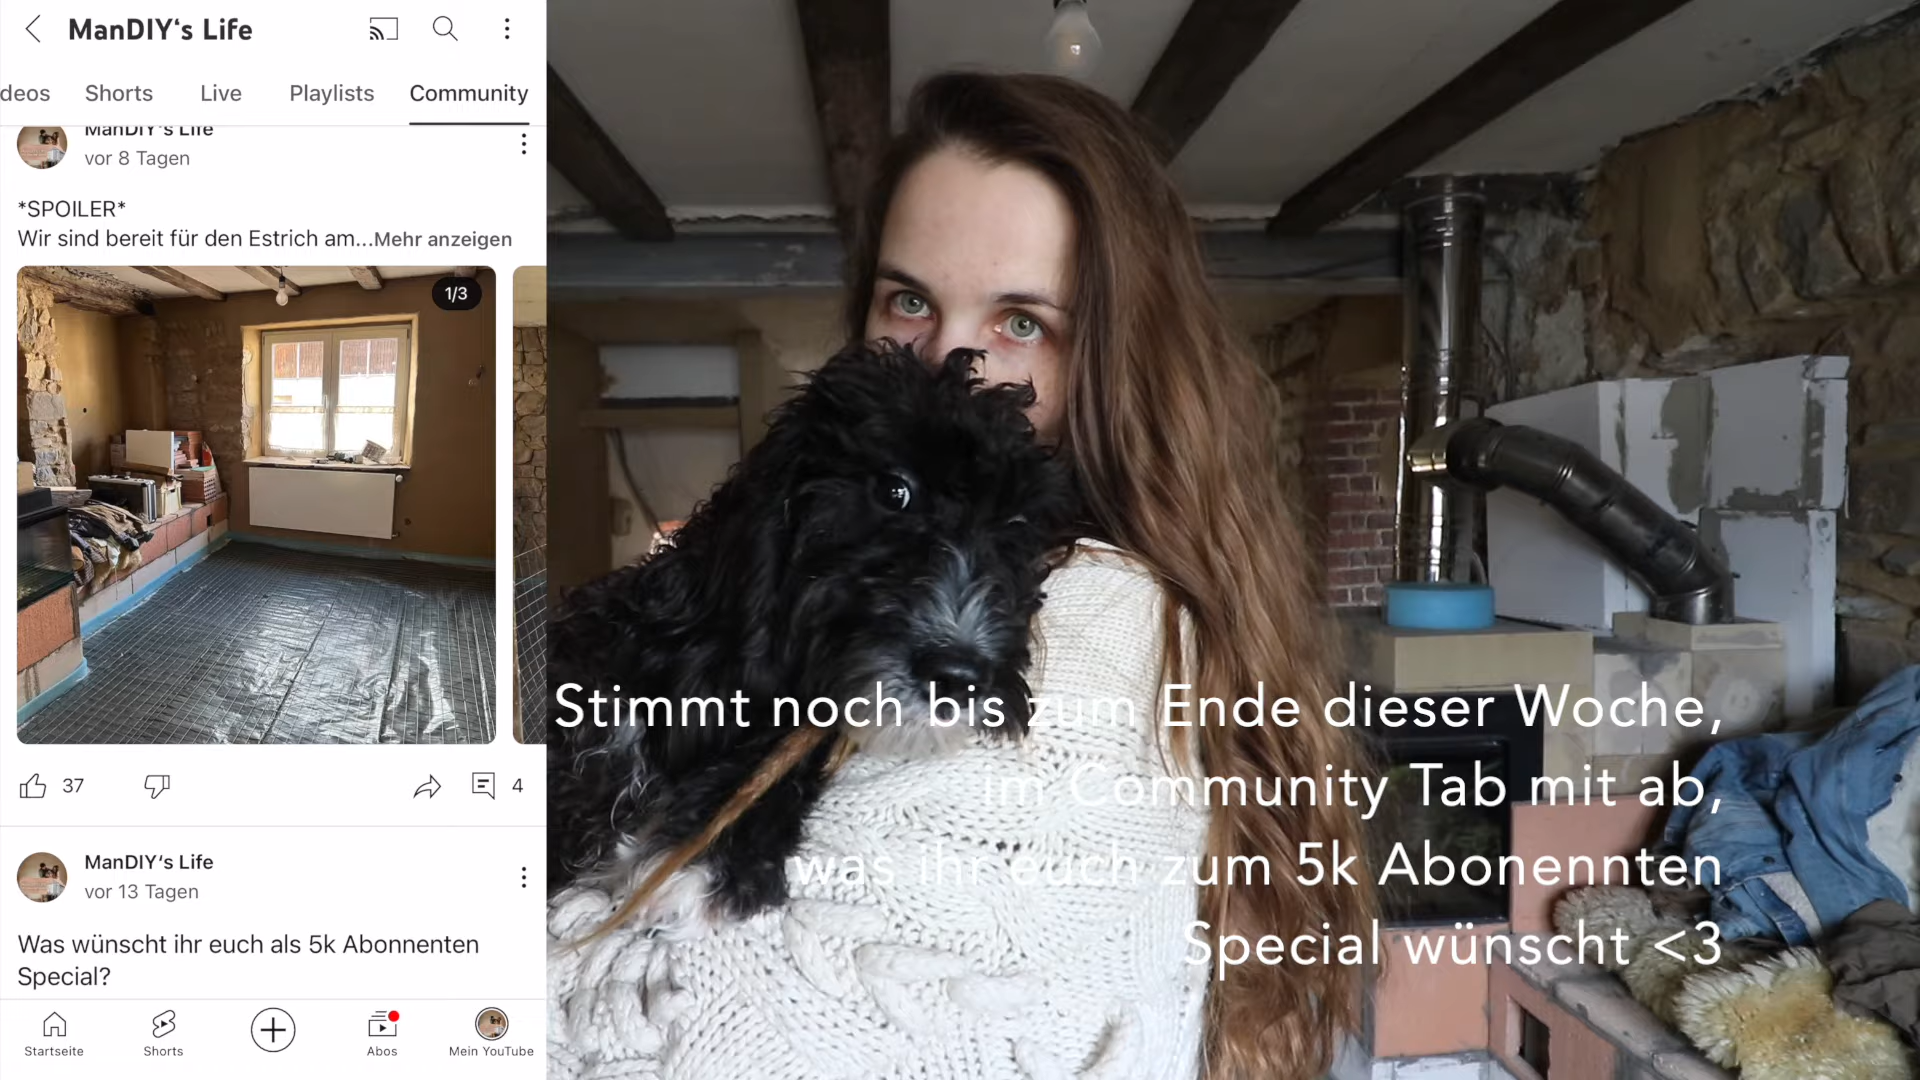 ManDIY‘s Life
deos Shorts Live Playlists Community
ManDIY‘s Life
vor 8 Tagen
*SPOILER*
Wir sind bereit für den Estrich am...Mehr anzeigen
1/3
37
4
ManDIY‘s Life
vor 13 Tagen
Was wünscht ihr euch als 5k Abonnenten
Special?
Startseite
Shorts
Abos
Mein YouTube
Stimmt noch bis zum Ende dieser Woche,
im Community Tab mit ab,
was ihr euch zum 5k Abonennten
Special wünscht <3